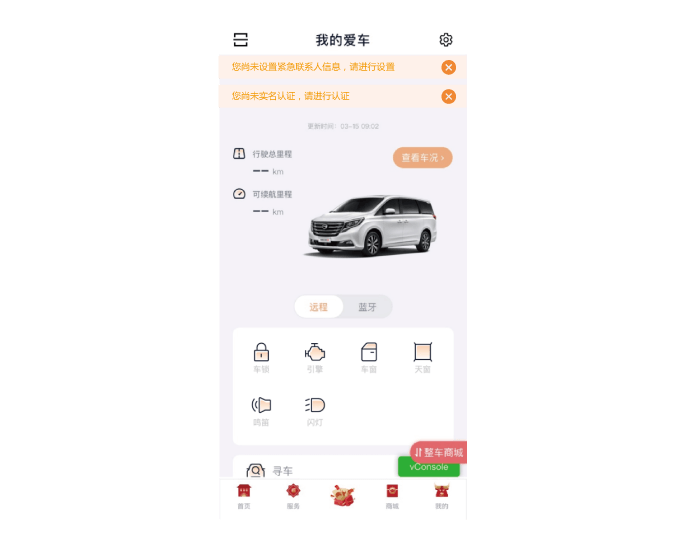 我的爱车
您尚未设置紧急联系人信息，请进行设置
您尚未实名认证，请进行认证
更新时间：03-16 09:02
行驶总里程
-- km
查看车况 ›
可续航里程
-- km
远程
蓝牙
车锁
引擎
车窗
天窗
鸣笛
闪灯
整车商城
vConsole
寻车
首页
服务
商城
我的